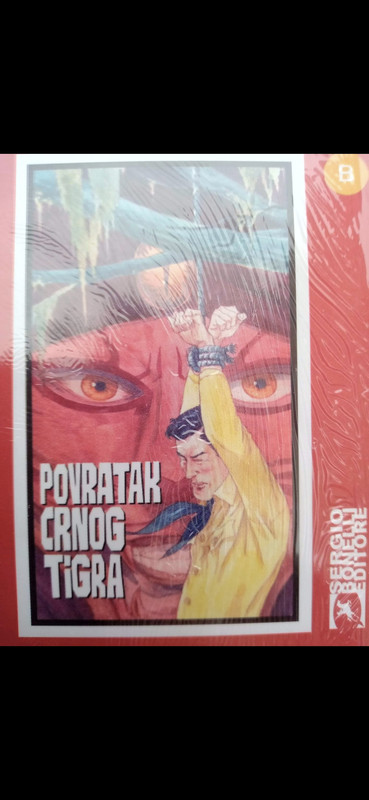 8
POVRATAK
CRNOG
TIGRA
SERGIO
BONELLI
EDITORE